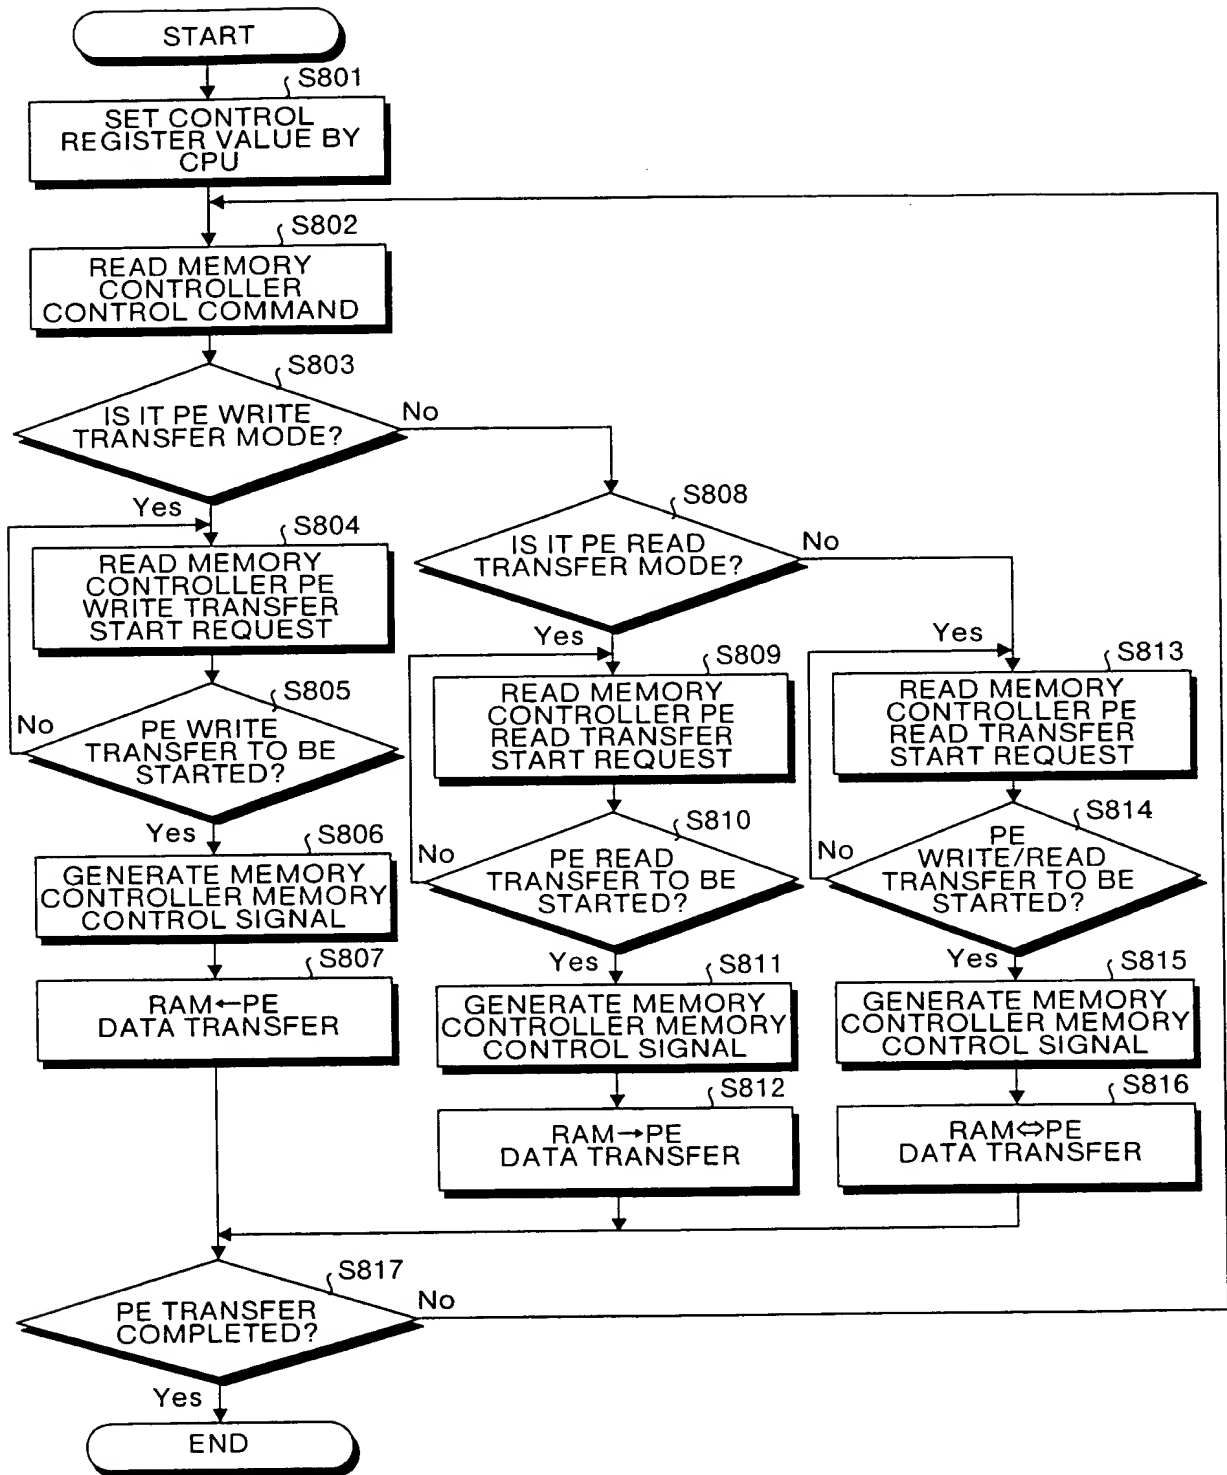 START
S801
SET CONTROL
REGISTER VALUE BY
CPU
S802
READ MEMORY
CONTROLLER
CONTROL COMMAND
S803
IS IT PE WRITE
TRANSFER MODE?
No
Yes
S804
READ MEMORY
CONTROLLER PE
WRITE TRANSFER
START REQUEST
S805
PE WRITE
TRANSFER TO BE
STARTED?
No
Yes
S806
GENERATE MEMORY
CONTROLLER MEMORY
CONTROL SIGNAL
S807
RAM←PE
DATA TRANSFER
S808
IS IT PE READ
TRANSFER MODE?
No
Yes
S809
READ MEMORY
CONTROLLER PE
READ TRANSFER
START REQUEST
S810
PE READ
TRANSFER TO BE
STARTED?
No
Yes
S811
GENERATE MEMORY
CONTROLLER MEMORY
CONTROL SIGNAL
S812
RAM→PE
DATA TRANSFER
Yes
S813
READ MEMORY
CONTROLLER PE
READ TRANSFER
START REQUEST
S814
PE
WRITE/READ
TRANSFER TO BE
STARTED?
No
Yes
S815
GENERATE MEMORY
CONTROLLER MEMORY
CONTROL SIGNAL
S816
RAM⇔PE
DATA TRANSFER
S817
PE TRANSFER
COMPLETED?
No
Yes
END